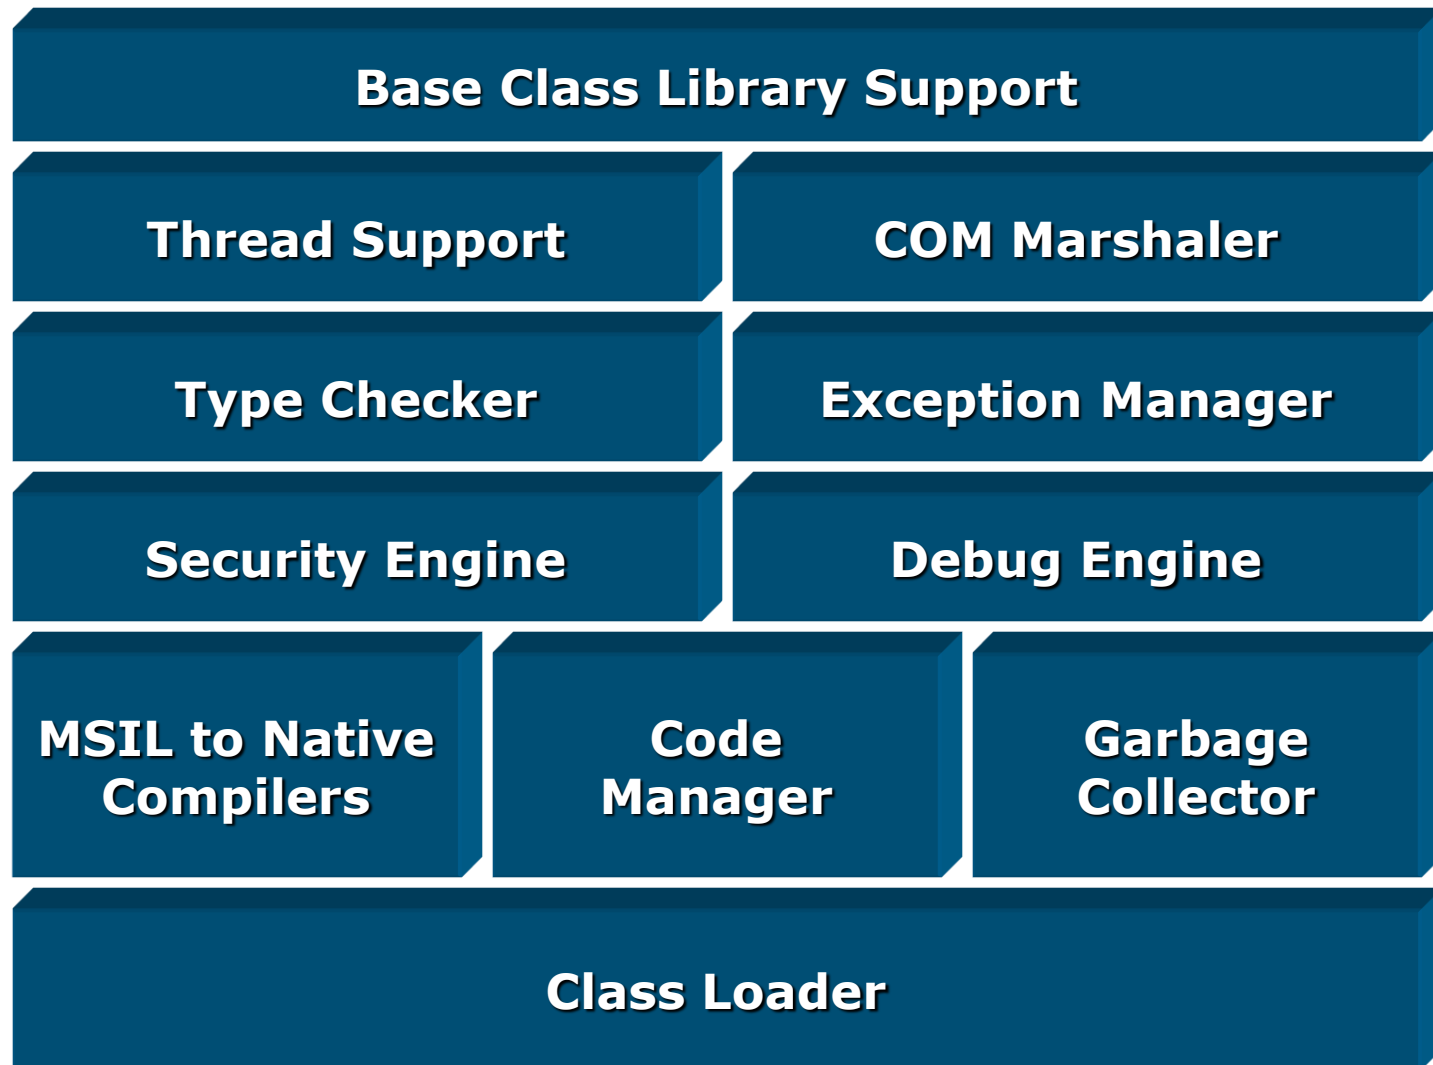 Base Class Library Support
Thread Support
COM Marshaler
Type Checker
Exception Manager
Security Engine
Debug Engine
MSIL to Native
Compilers
Code
Manager
Garbage
Collector
Class Loader